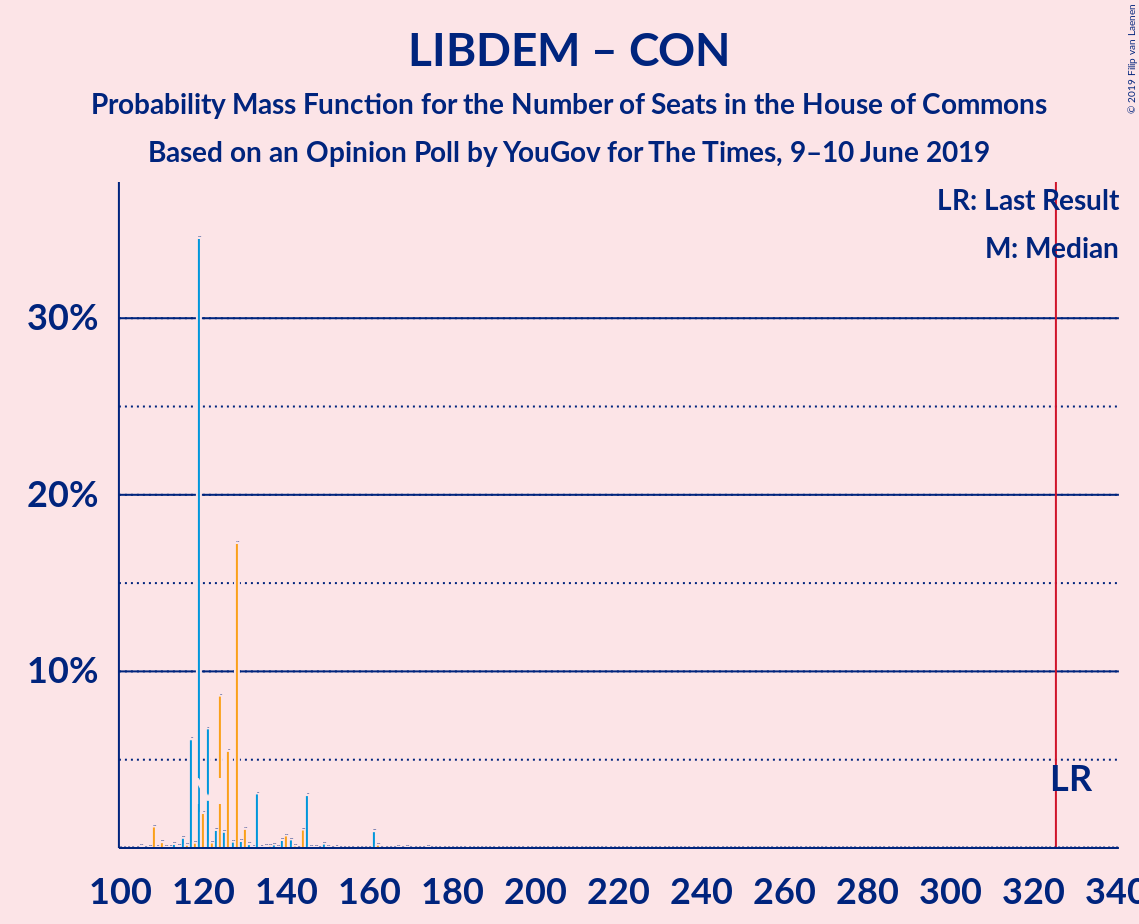 LIBDEM – CON
Probability Mass Function for the Number of Seats in the House of Commons
Based on an Opinion Poll by YouGov for The Times, 9–10 June 2019
© 2019 Filip van Laenen
LR: Last Result
M: Median
30%
20%
10%
LR
100 120 140 160 180 200 220 240 260 280 300 320 340